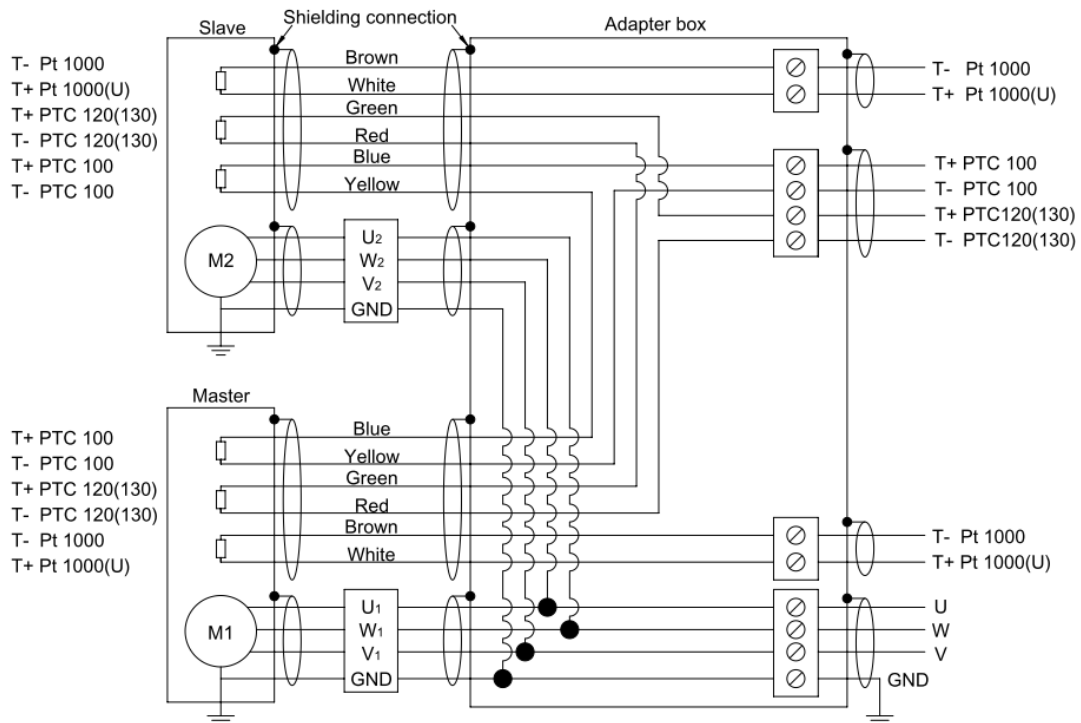 Shielding connection
Slave
Adapter box
T- Pt 1000
T+ Pt 1000(U)
T+ PTC 120(130)
T- PTC 120(130)
T+ PTC 100
T- PTC 100
Brown
White
Green
Red
Blue
Yellow
T- Pt 1000
T+ Pt 1000(U)
T+ PTC 100
T- PTC 100
T+ PTC120(130)
T- PTC120(130)
M2
U2
W2
V2
GND
Master
T+ PTC 100
T- PTC 100
T+ PTC 120(130)
T- PTC 120(130)
T- Pt 1000
T+ Pt 1000(U)
Blue
Yellow
Green
Red
Brown
White
T- Pt 1000
T+ Pt 1000(U)
M1
U1
W1
V1
GND
U
W
V
GND